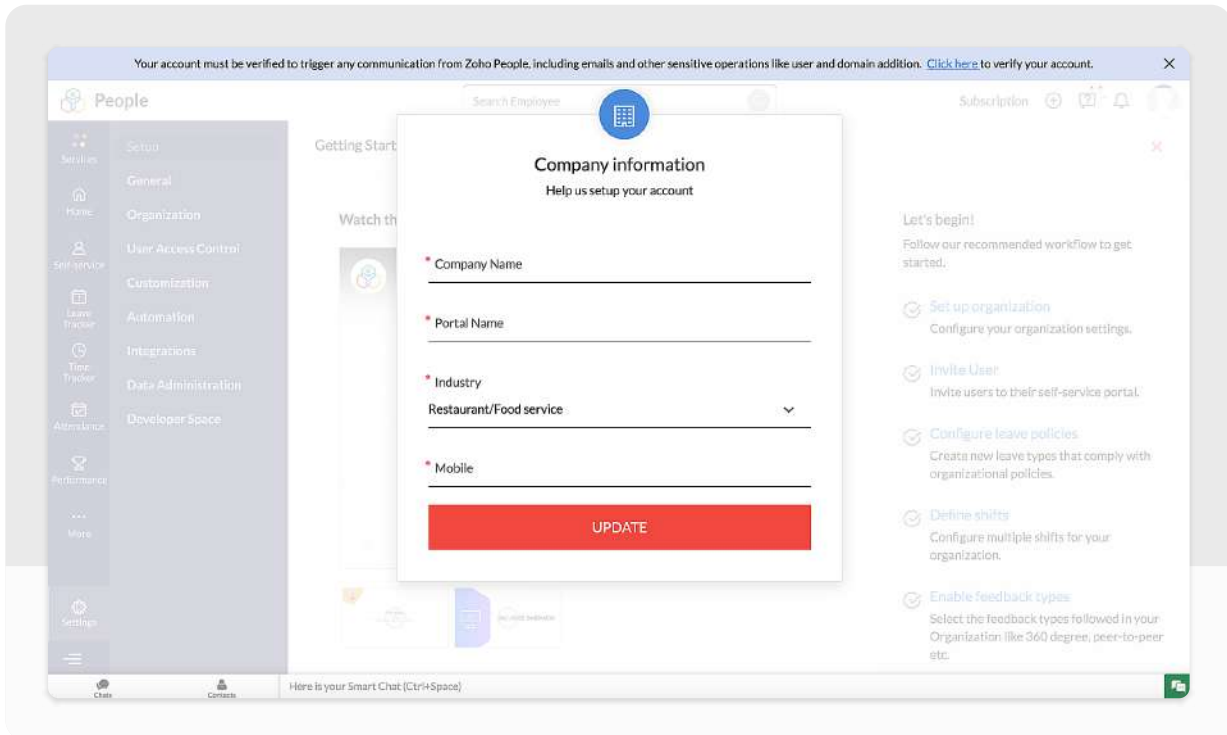 Your account must be verified to trigger any communication from Zoho People, including emails and other sensitive operations like user and domain addition. Click here to verify your account.
People
Search Employee
Subscription
Services
Home
Self-service
Leave
Tracker
Time
Tracker
Attendance
Performance
More
Settings
Setup
General
Organization
User Access Control
Customization
Automation
Integrations
Data Administration
Developer Space
Getting Start
Watch th
Company information
Help us setup your account
* Company Name
* Portal Name
* Industry
Restaurant/Food service
* Mobile
UPDATE
Let's begin!
Follow our recommended workflow to get
started.
Set up organization
Configure your organization settings.
Invite User
Invite users to their self-service portal.
Configure leave policies
Create new leave types that comply with
organizational policies.
Define shifts
Configure multiple shifts for your
organization.
Enable feedback types
Select the feedback types followed in your
Organization like 360 degree, peer-to-peer
etc.
Chats
Contacts
Here is your Smart Chat (Ctrl+Space)